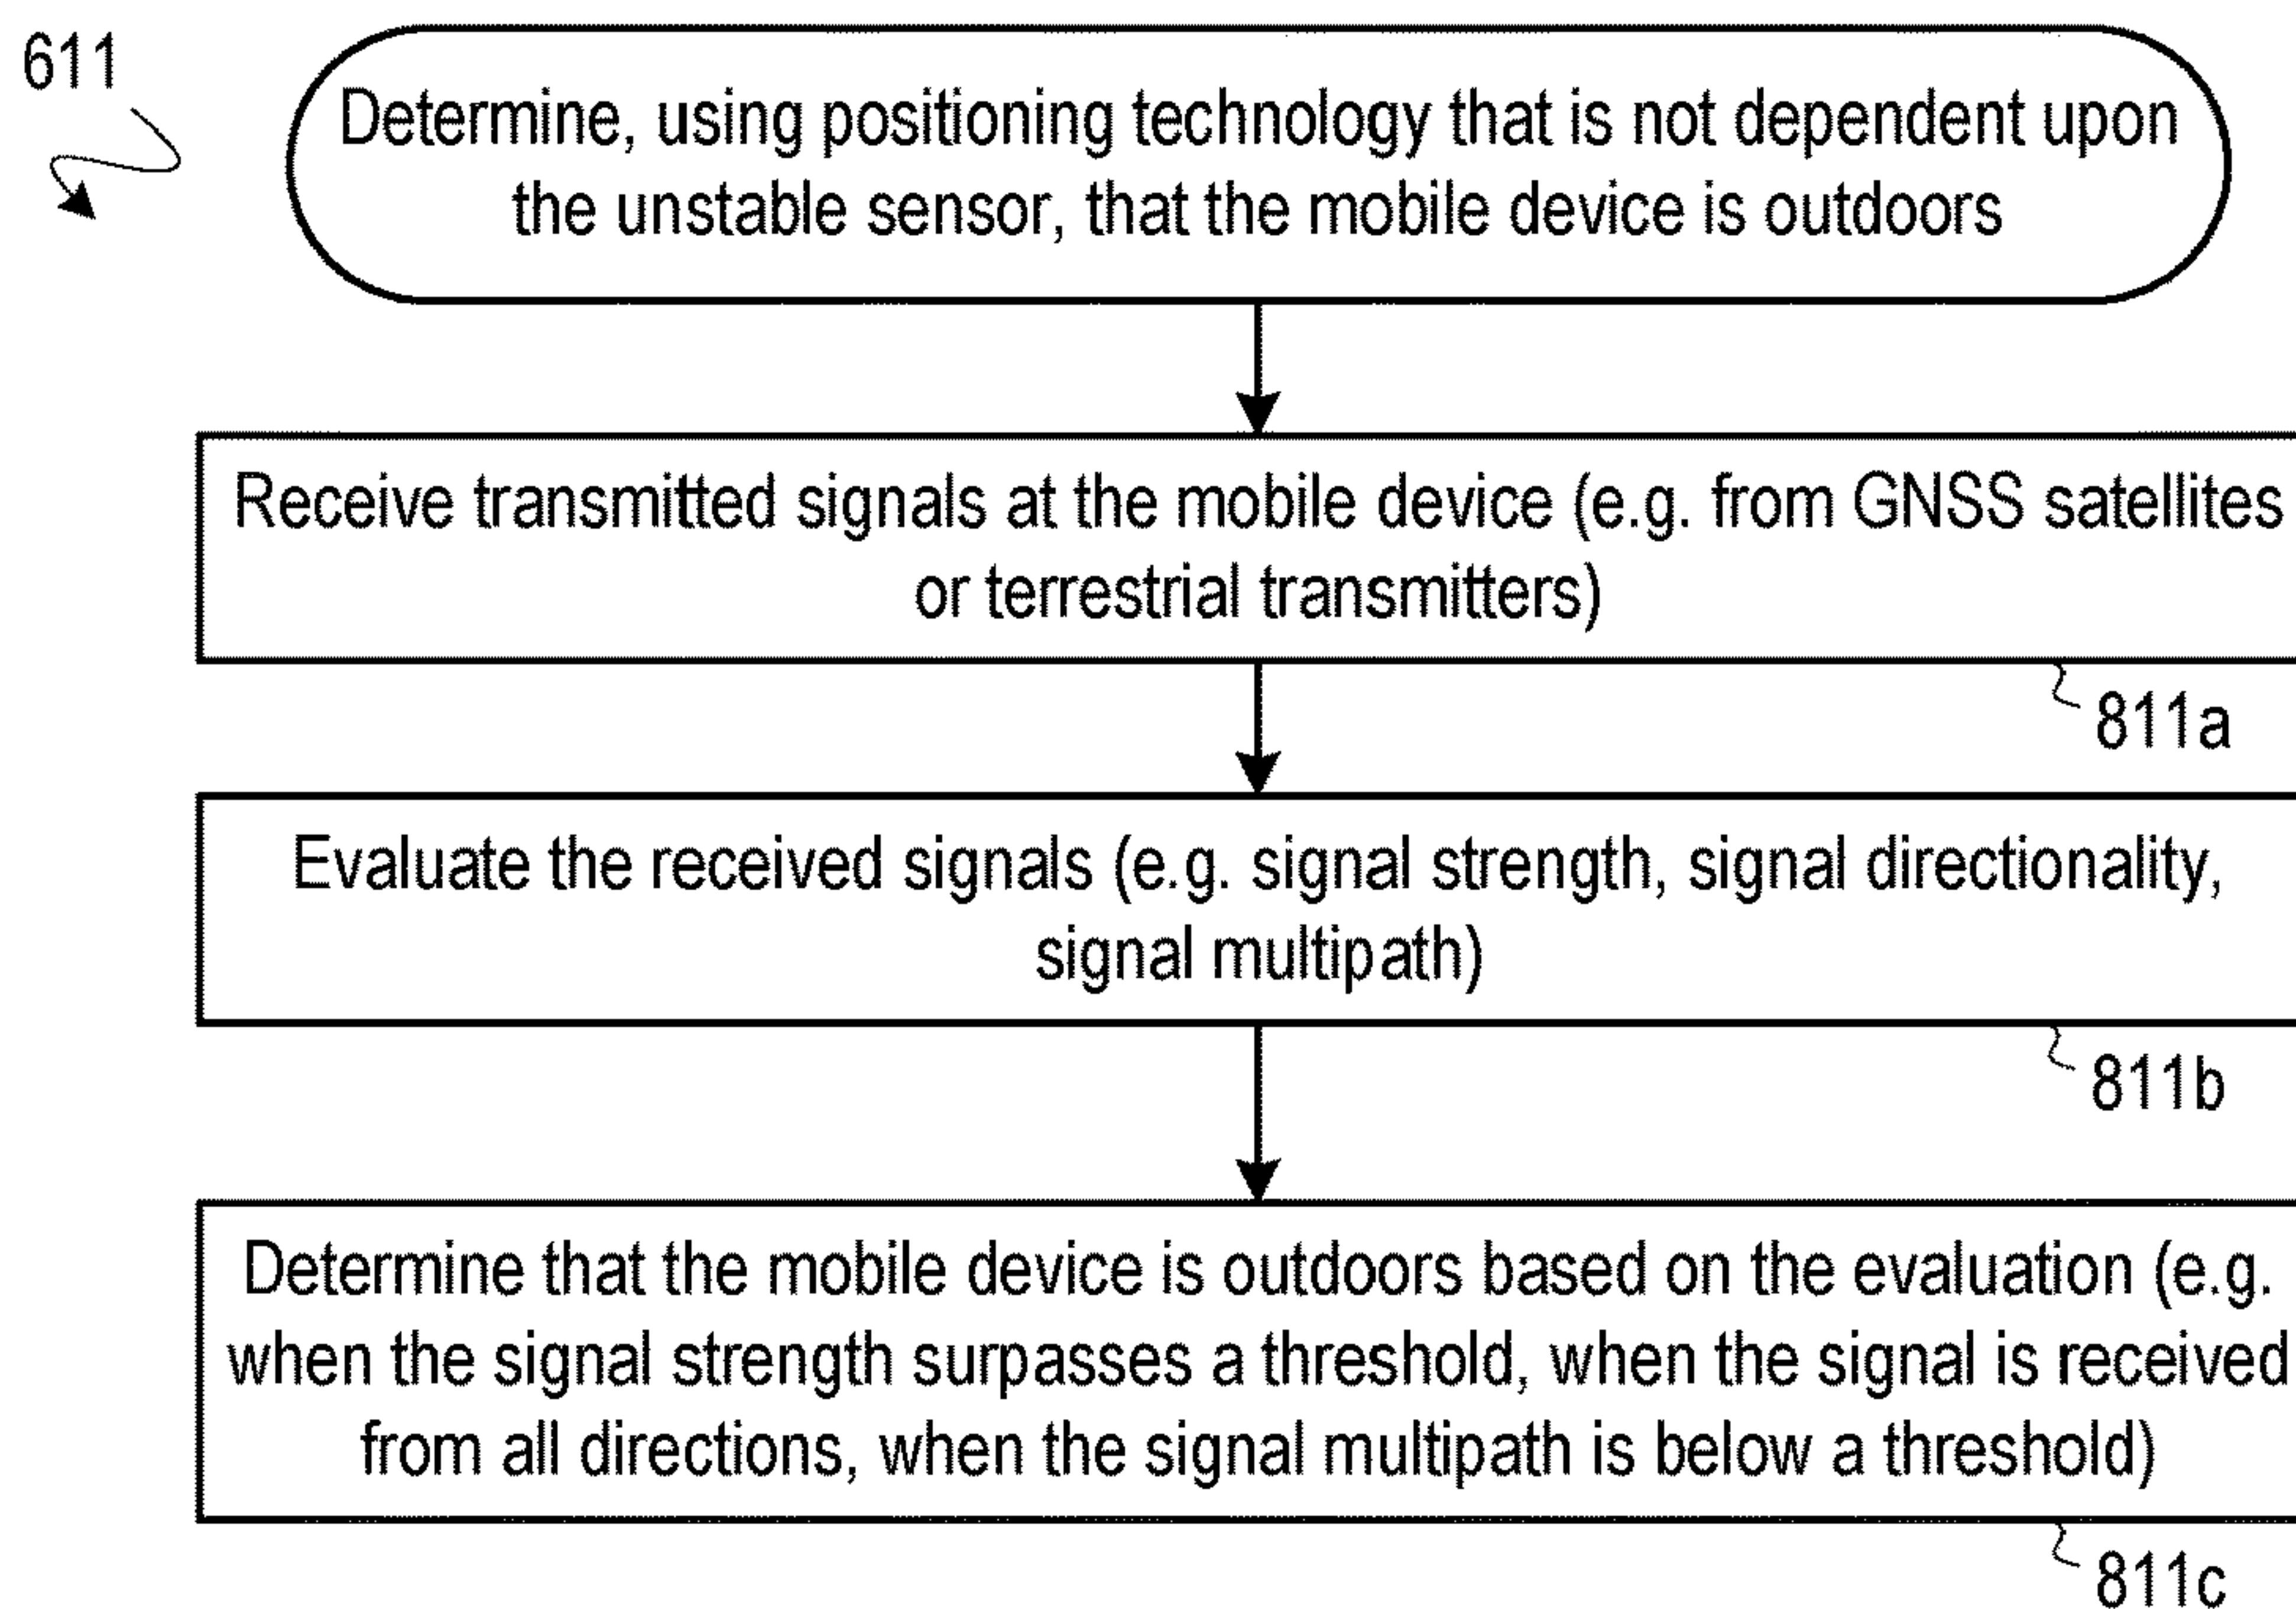 611
Determine, using positioning technology that is not dependent upon
the unstable sensor, that the mobile device is outdoors
Receive transmitted signals at the mobile device (e.g. from GNSS satellites
or terrestrial transmitters)
811a
Evaluate the received signals (e.g. signal strength, signal directionality,
signal multipath)
811b
Determine that the mobile device is outdoors based on the evaluation (e.g.
when the signal strength surpasses a threshold, when the signal is received
from all directions, when the signal multipath is below a threshold)
811c